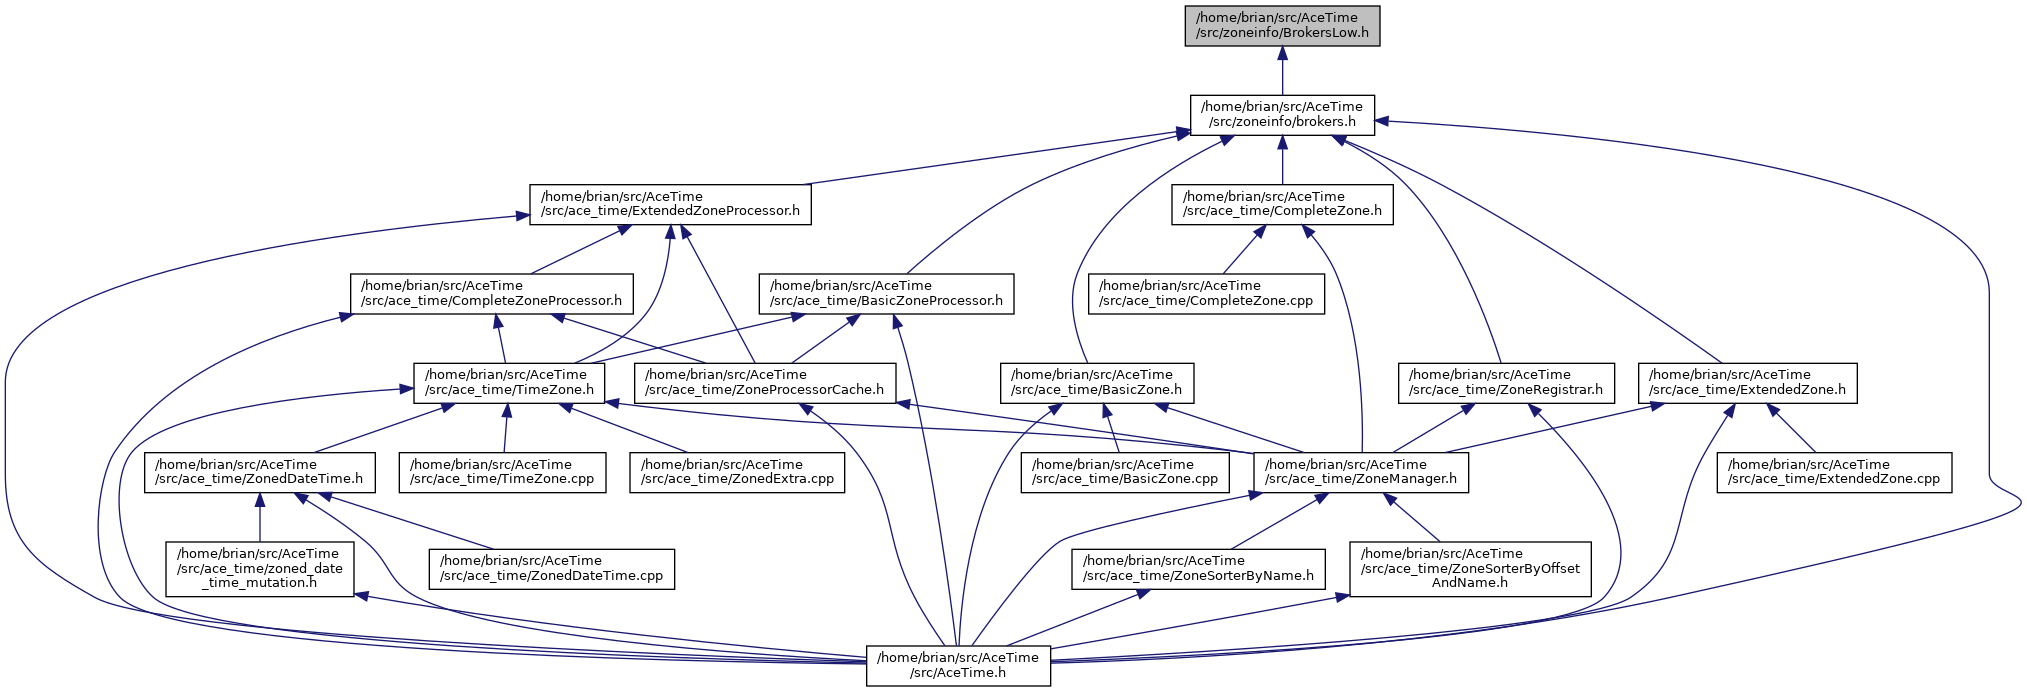 /home/brian/src/AceTime
/src/zoneinfo/BrokersLow.h
/home/brian/src/AceTime
/src/zoneinfo/brokers.h
/home/brian/src/AceTime
/src/ace_time/ExtendedZoneProcessor.h
/home/brian/src/AceTime
/src/ace_time/CompleteZone.h
/home/brian/src/AceTime
/src/ace_time/CompleteZoneProcessor.h
/home/brian/src/AceTime
/src/ace_time/BasicZoneProcessor.h
/home/brian/src/AceTime
/src/ace_time/CompleteZone.cpp
/home/brian/src/AceTime
/src/ace_time/TimeZone.h
/home/brian/src/AceTime
/src/ace_time/ZoneProcessorCache.h
/home/brian/src/AceTime
/src/ace_time/BasicZone.h
/home/brian/src/AceTime
/src/ace_time/ZoneRegistrar.h
/home/brian/src/AceTime
/src/ace_time/ExtendedZone.h
/home/brian/src/AceTime
/src/ace_time/ZonedDateTime.h
/home/brian/src/AceTime
/src/ace_time/TimeZone.cpp
/home/brian/src/AceTime
/src/ace_time/ZonedExtra.cpp
/home/brian/src/AceTime
/src/ace_time/BasicZone.cpp
/home/brian/src/AceTime
/src/ace_time/ZoneManager.h
/home/brian/src/AceTime
/src/ace_time/ExtendedZone.cpp
/home/brian/src/AceTime
/src/ace_time/zoned_date
_time_mutation.h
/home/brian/src/AceTime
/src/ace_time/ZonedDateTime.cpp
/home/brian/src/AceTime
/src/ace_time/ZoneSorterByName.h
/home/brian/src/AceTime
/src/ace_time/ZoneSorterByOffset
AndName.h
/home/brian/src/AceTime
/src/AceTime.h